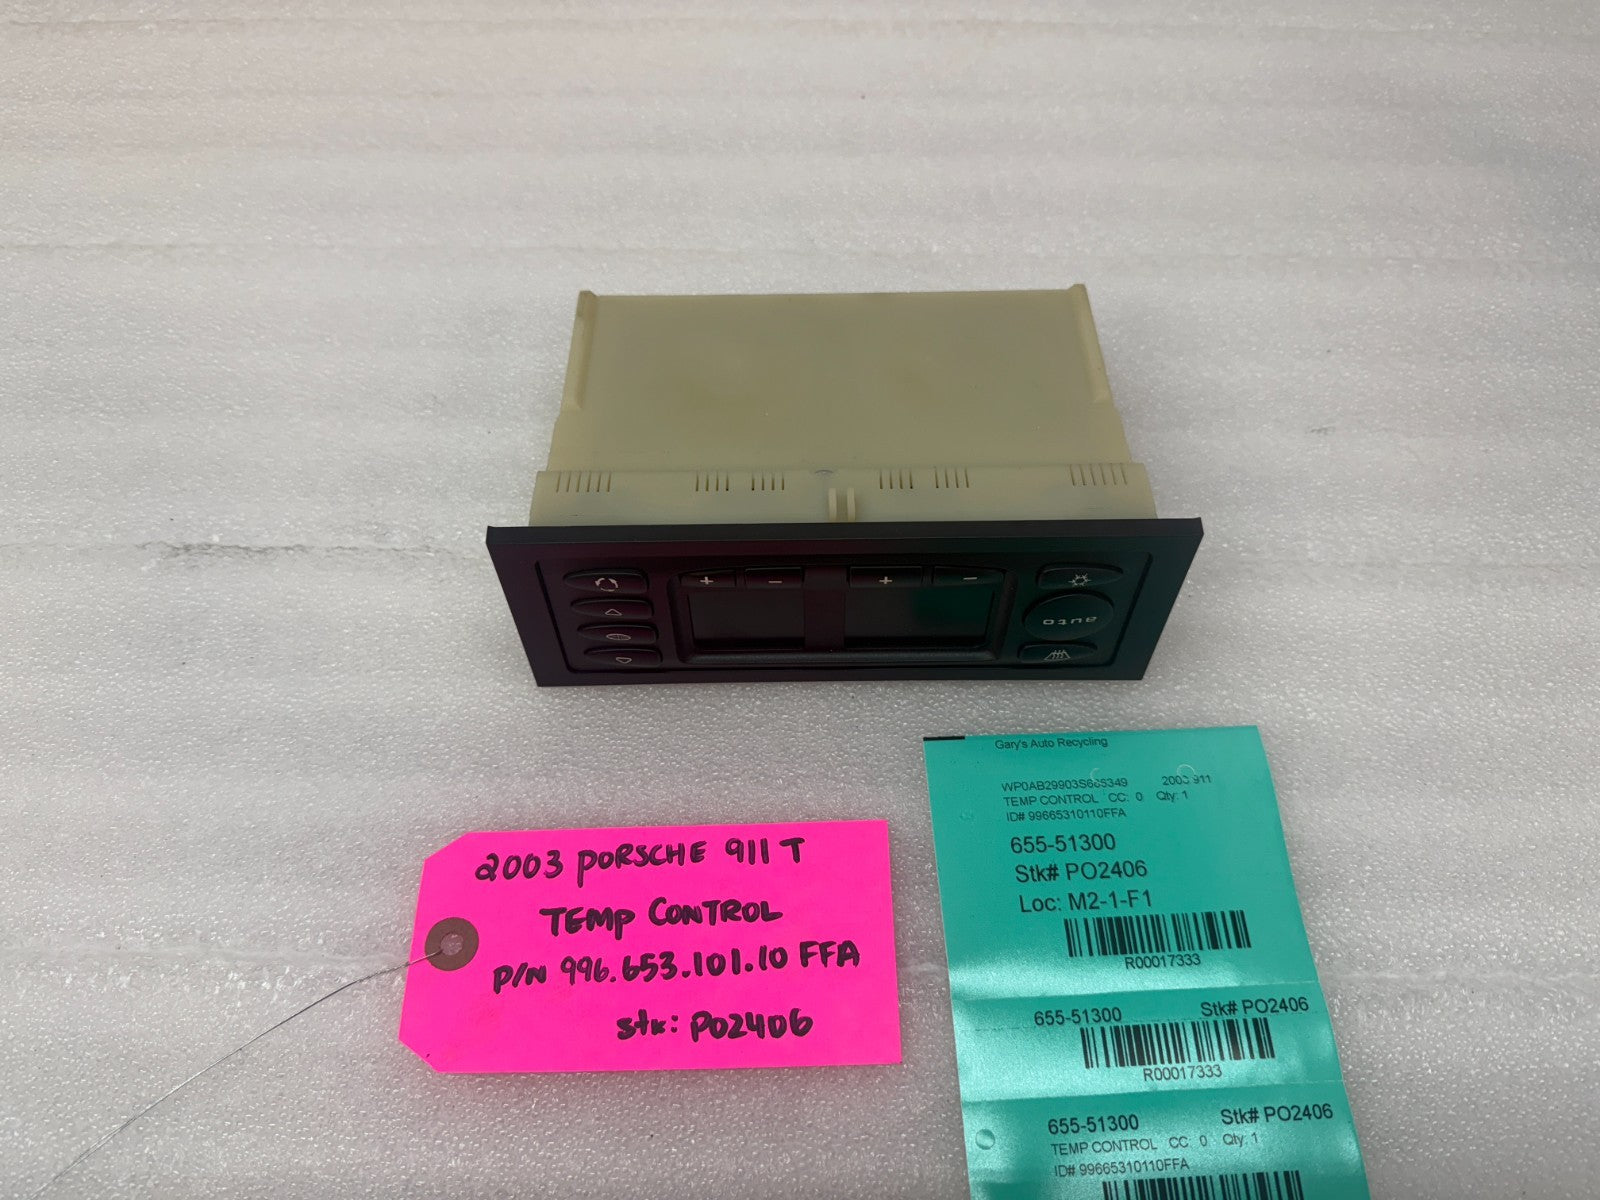 + - + -
auto
2003 PORSCHE 911 T
TEMP CONTROL
P/N 996.653.101.10 FFA
stk: PO2406
Gary's Auto Recycling
2003 911
TEMP CONTROL CC: 0 Qty: 1
ID# 99665310110FFA
655-51300
Stk# PO2406
Loc: M2-1-F1
R00017333
655-51300 Stk# PO2406
R00017333
655-51300 Stk# PO2406
TEMP CONTROL CC 0 Qty: 1
ID# 99665310110FFA